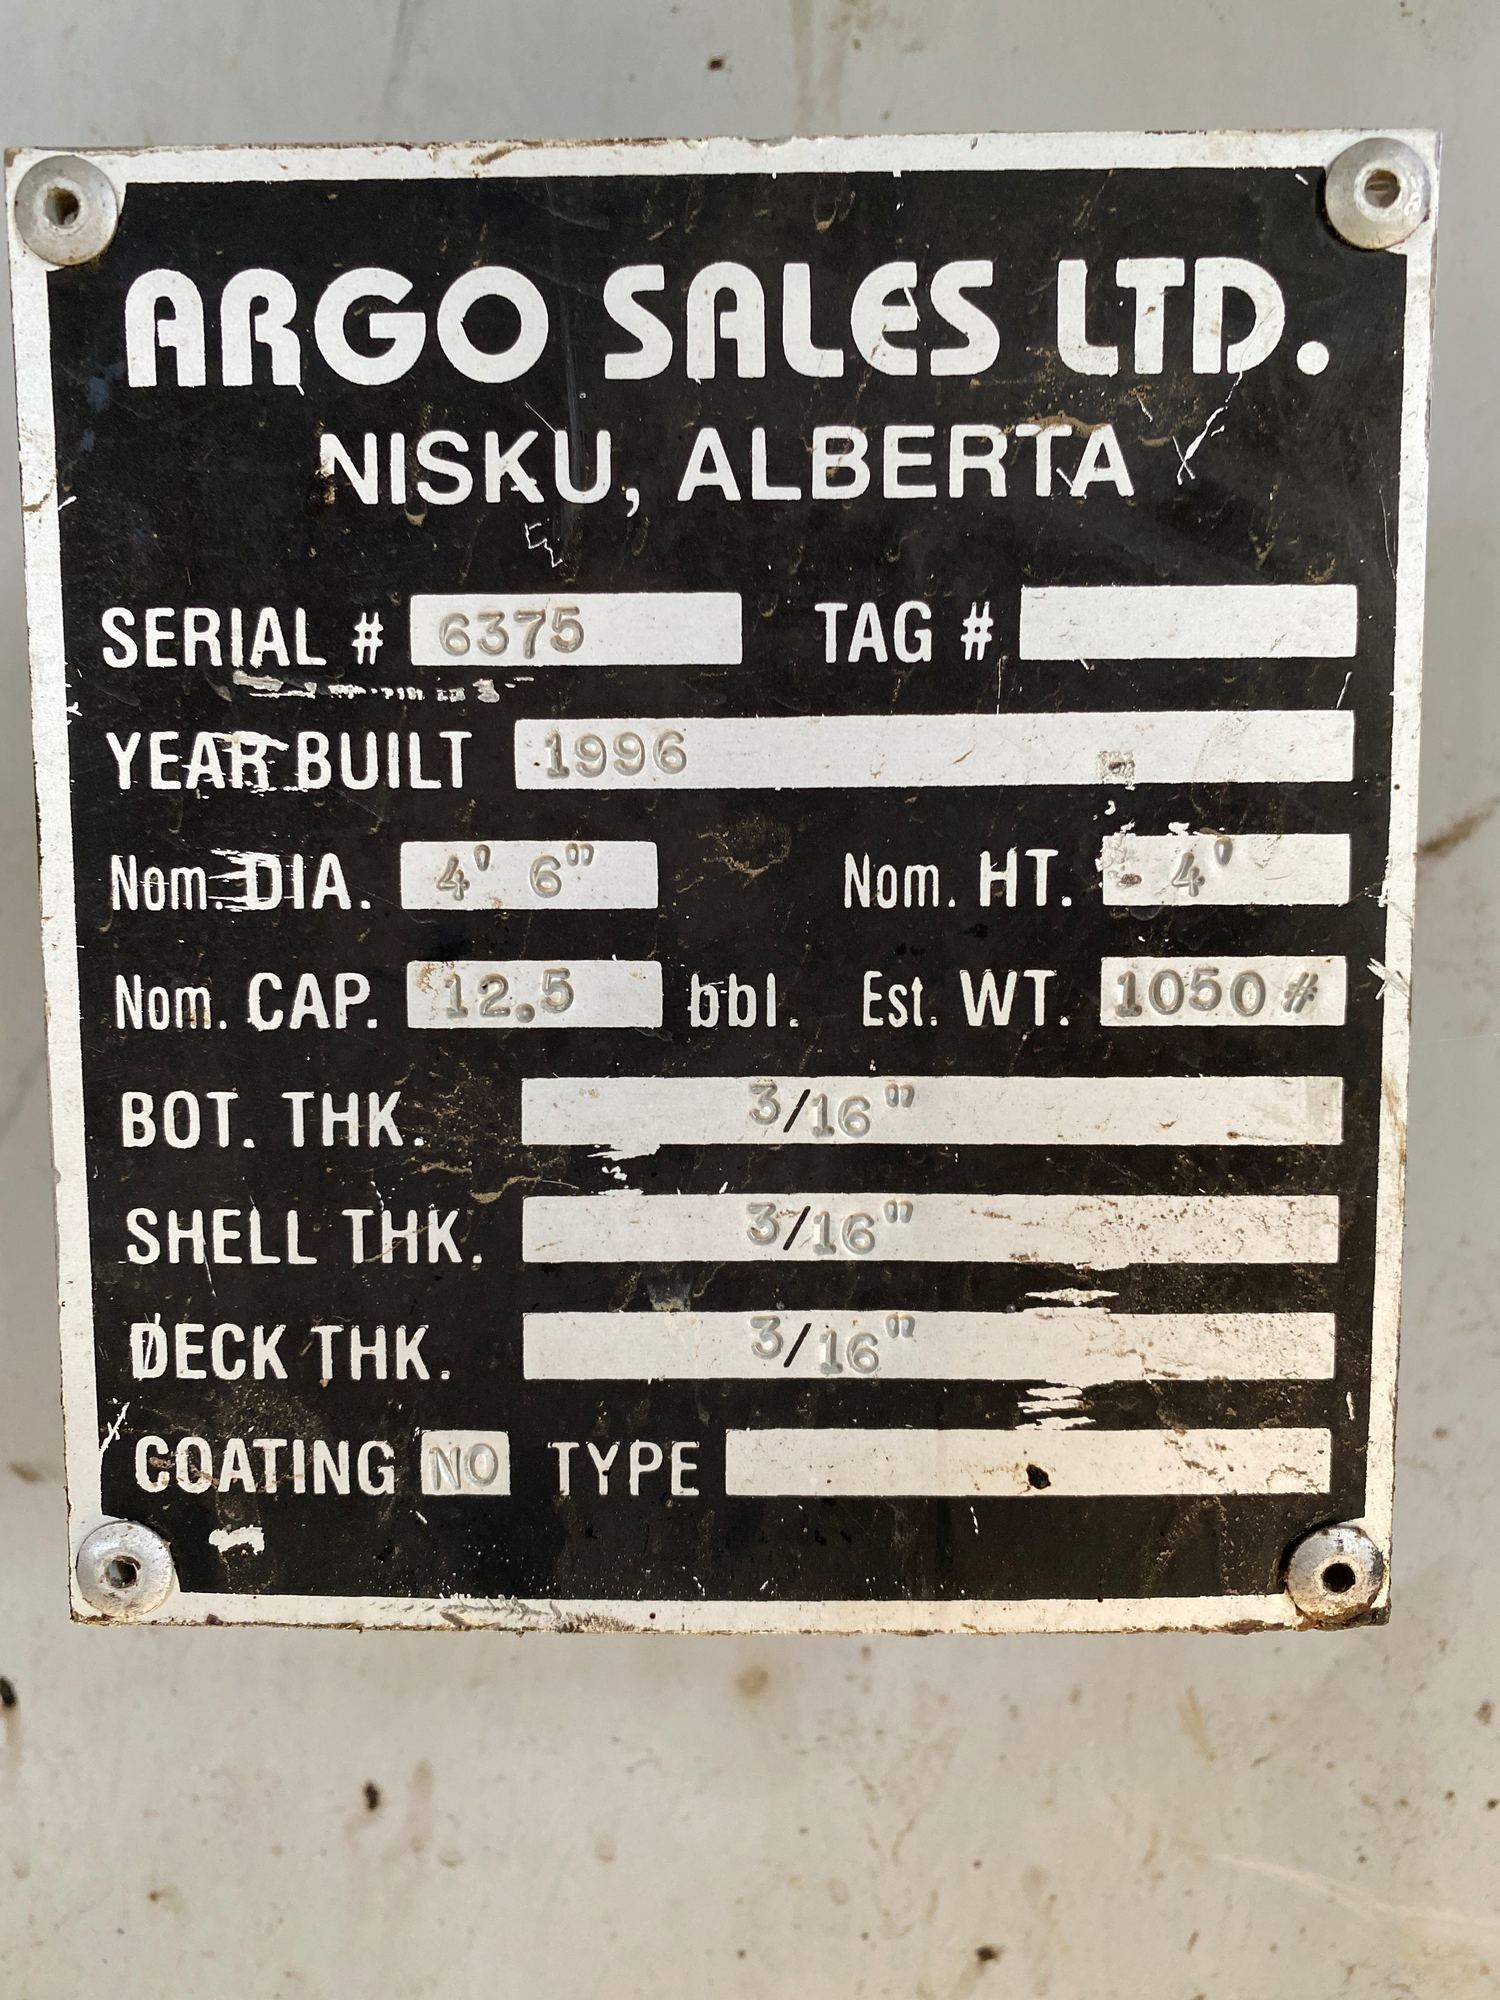 ARGO SALES LTD.
NISKU, ALBERTA
SERIAL # 6375 TAG #
YEAR BUILT 1996
Nom. DIA. 4' 6" Nom. HT. 4'
Nom. CAP. 12.5 bbl. Est. WT. 1050#
BOT. THK. 3/16"
SHELL THK. 3/16"
DECK THK. 3/16"
COATING NO TYPE